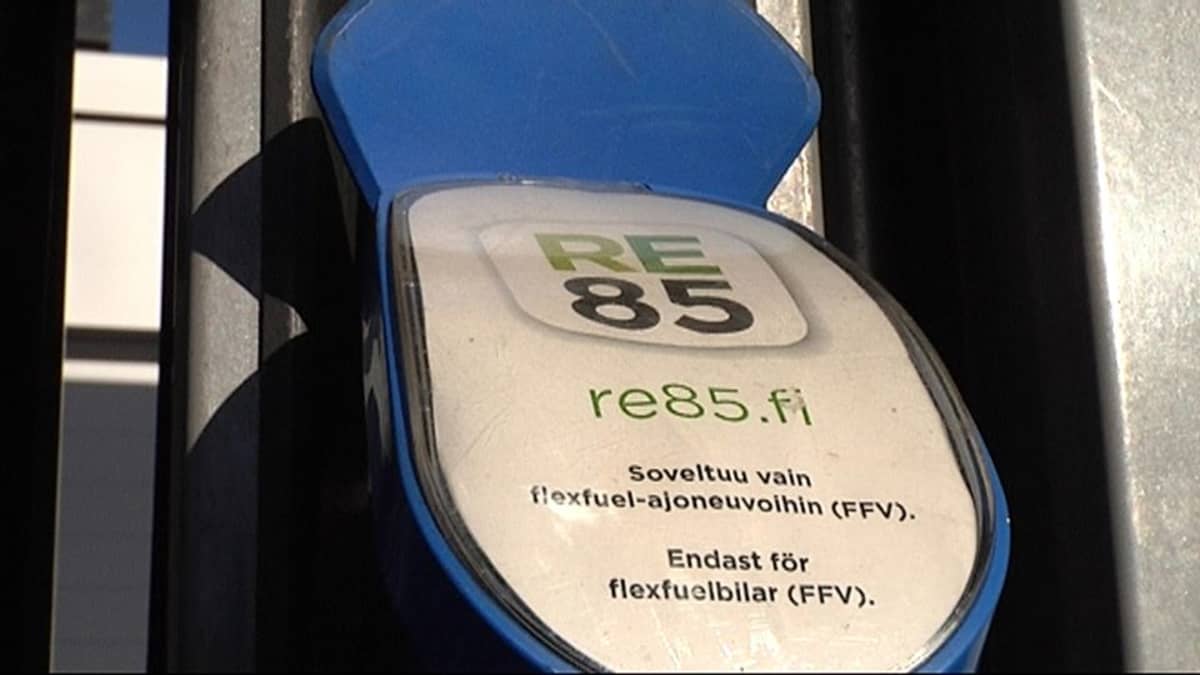 RE
85
re85.fi
Soveltuu vain
flexfuel-ajoneuvoihin (FFV).
Endast för
flexfuelbilar (FFV).